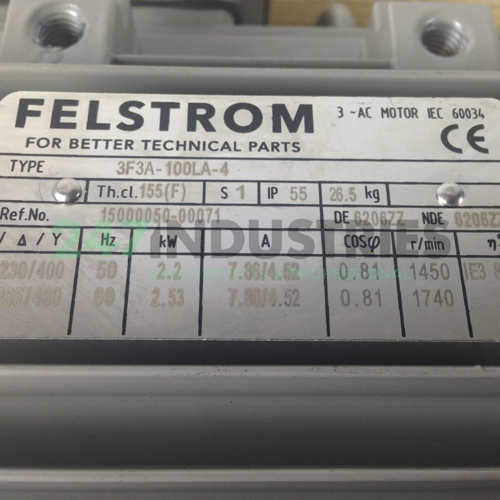 FELSTROM
3 ~AC MOTOR IEC 60034
FOR BETTER TECHNICAL PARTS
CE
TYPE 3F3A-100LA-4
Th.cl. 155(F) S 1 IP 55 26.5 kg
Ref.No. 15000050-00071 DE 6206ZZ NDE 6206Z
247INDUSTRIES
/ Δ / Y Hz kW A COSφ r/min η
230/400 50 2.2 7.86/4.52 0.81 1450 IE3
/460 60 2.53 7.86/4.52 0.81 1740